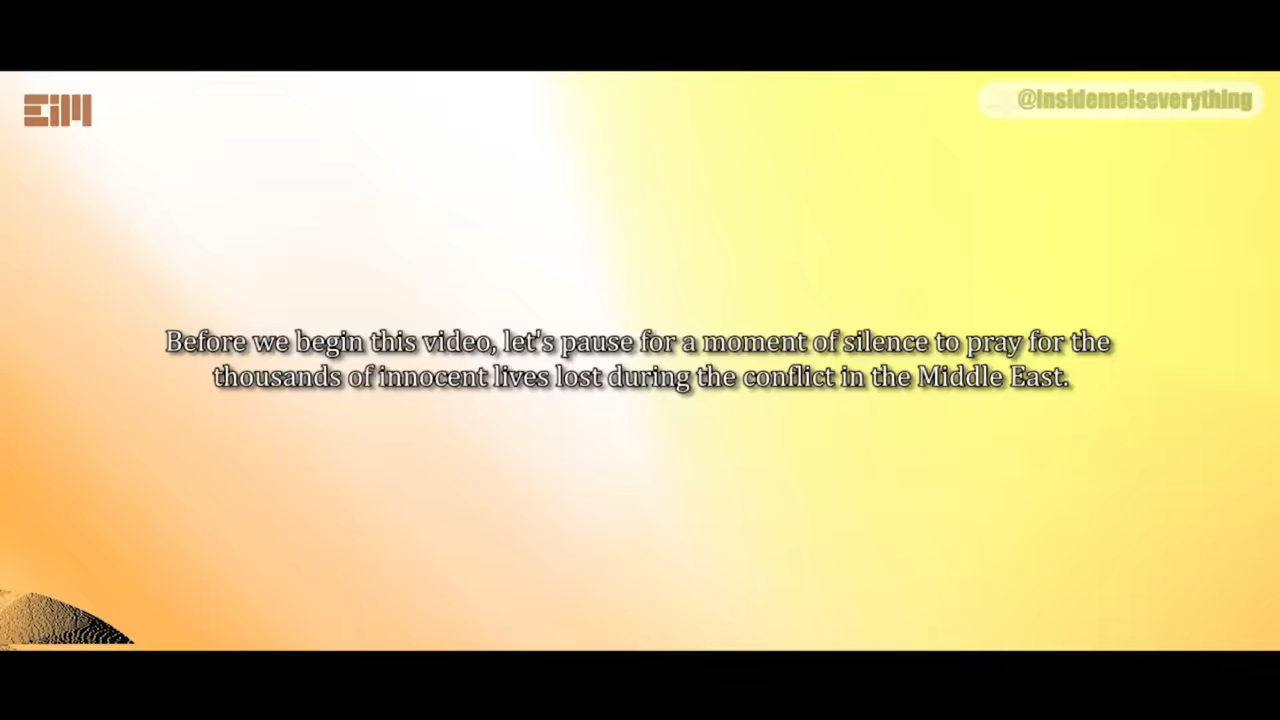 EiM
@Insidemeiseverything
Before we begin this video, let's pause for a moment of silence to pray for the
thousands of innocent lives lost during the conflict in the Middle East.